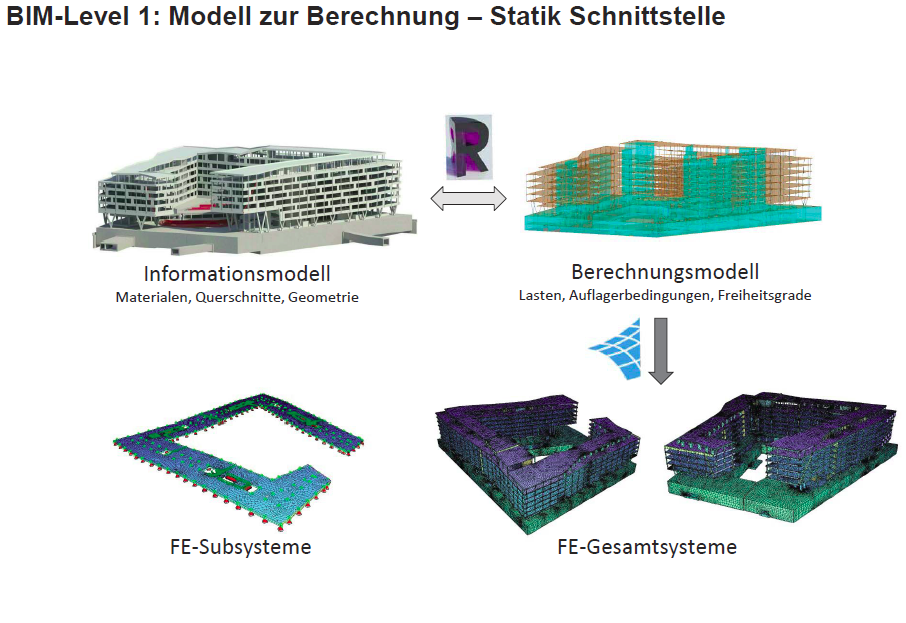 BIM-Level 1: Modell zur Berechnung – Statik Schnittstelle
R
Informationsmodell
Materialen, Querschnitte, Geometrie
Berechnungsmodell
Lasten, Auflagerbedingungen, Freiheitsgrade
FE-Subsysteme
FE-Gesamtsysteme